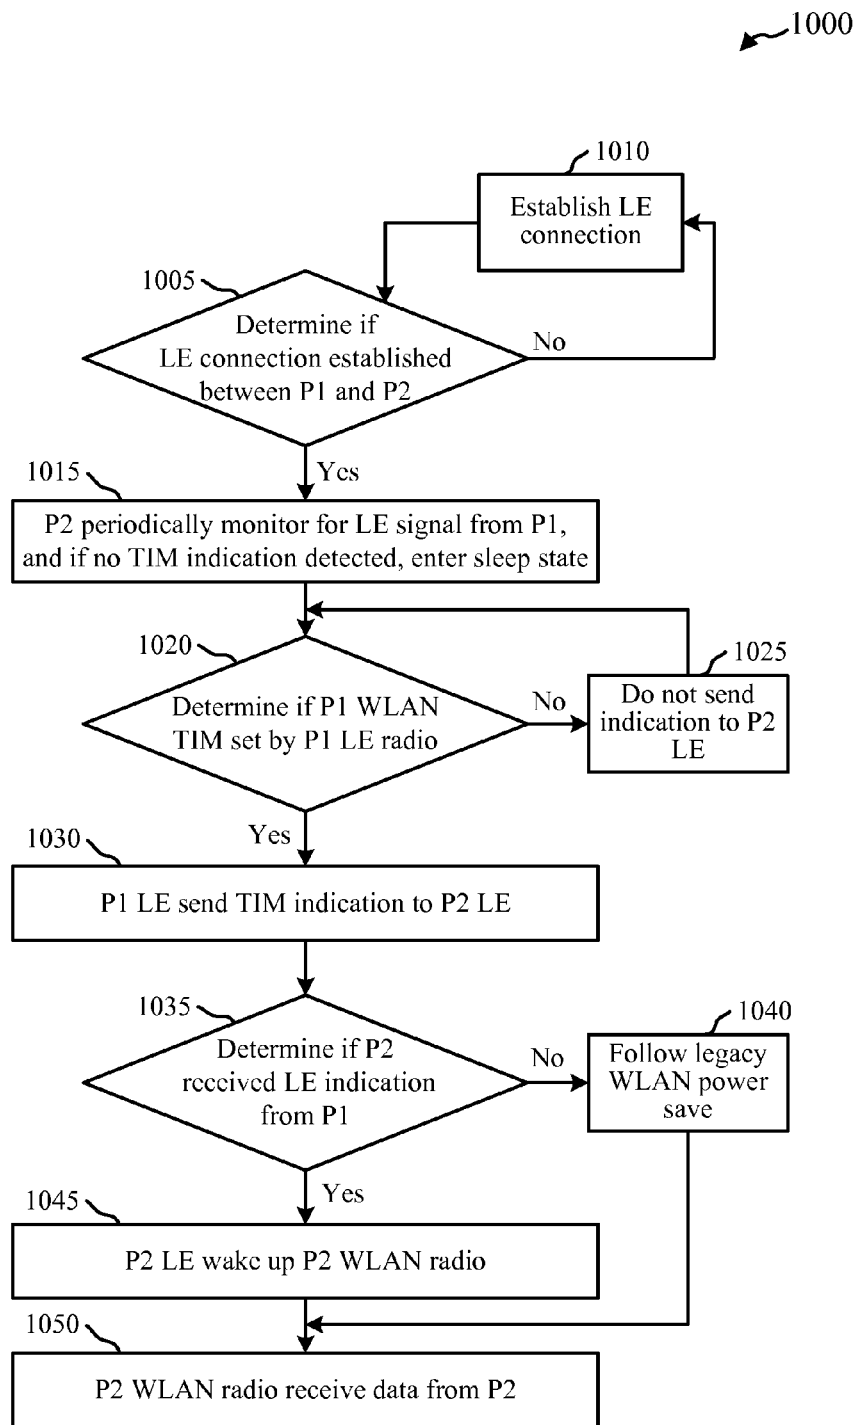 1000
1010
Establish LE
connection
1005
Determine if
LE connection established
between P1 and P2
No
Yes
1015
P2 periodically monitor for LE signal from P1,
and if no TIM indication detected, enter sleep state
1020
Determine if P1 WLAN
TIM set by P1 LE radio
No
1025
Do not send
indication to P2
LE
Yes
1030
P1 LE send TIM indication to P2 LE
1035
Determine if P2
received LE indication
from P1
No
1040
Follow legacy
WLAN power
save
Yes
1045
P2 LE wake up P2 WLAN radio
1050
P2 WLAN radio receive data from P2